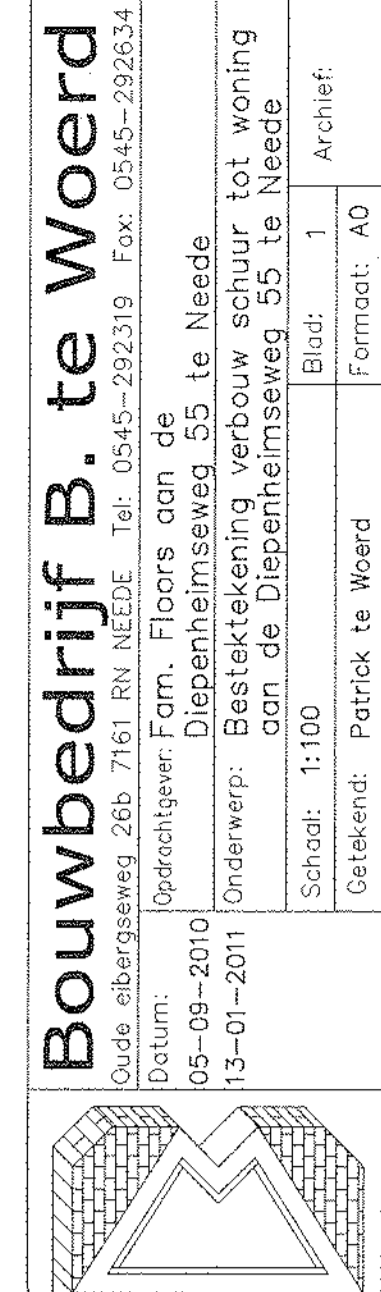 Bouwbedrijf B. te Woerd
Oude eibergseweg 26b 7161 RN NEEDE Tel: 0545-292319 Fax: 0545-292634
Datum:
05-09-2010
13-01-2011
Opdrachtgever: Fam. Floors aan de
Diepenheimseweg 55 te Neede
Onderwerp: Bestektekening verbouw schuur tot woning
aan de Diepenheimseweg 55 te Neede
Schaal: 1:100
Blad: 1
Archief:
Getekend: Patrick te Woerd
Formaat: A0